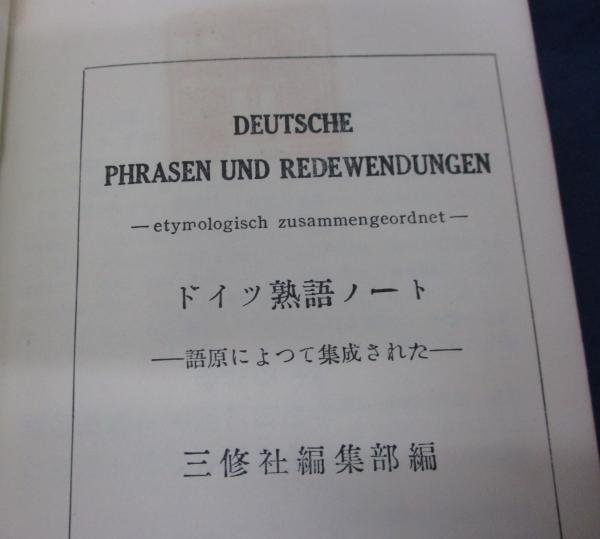 DEUTSCHE
PHRASEN UND REDEWENDUNGEN
—etymologisch zusammengeordnet—
ドイツ熟語ノート
——語原によつて集成された——
三修社編集部編